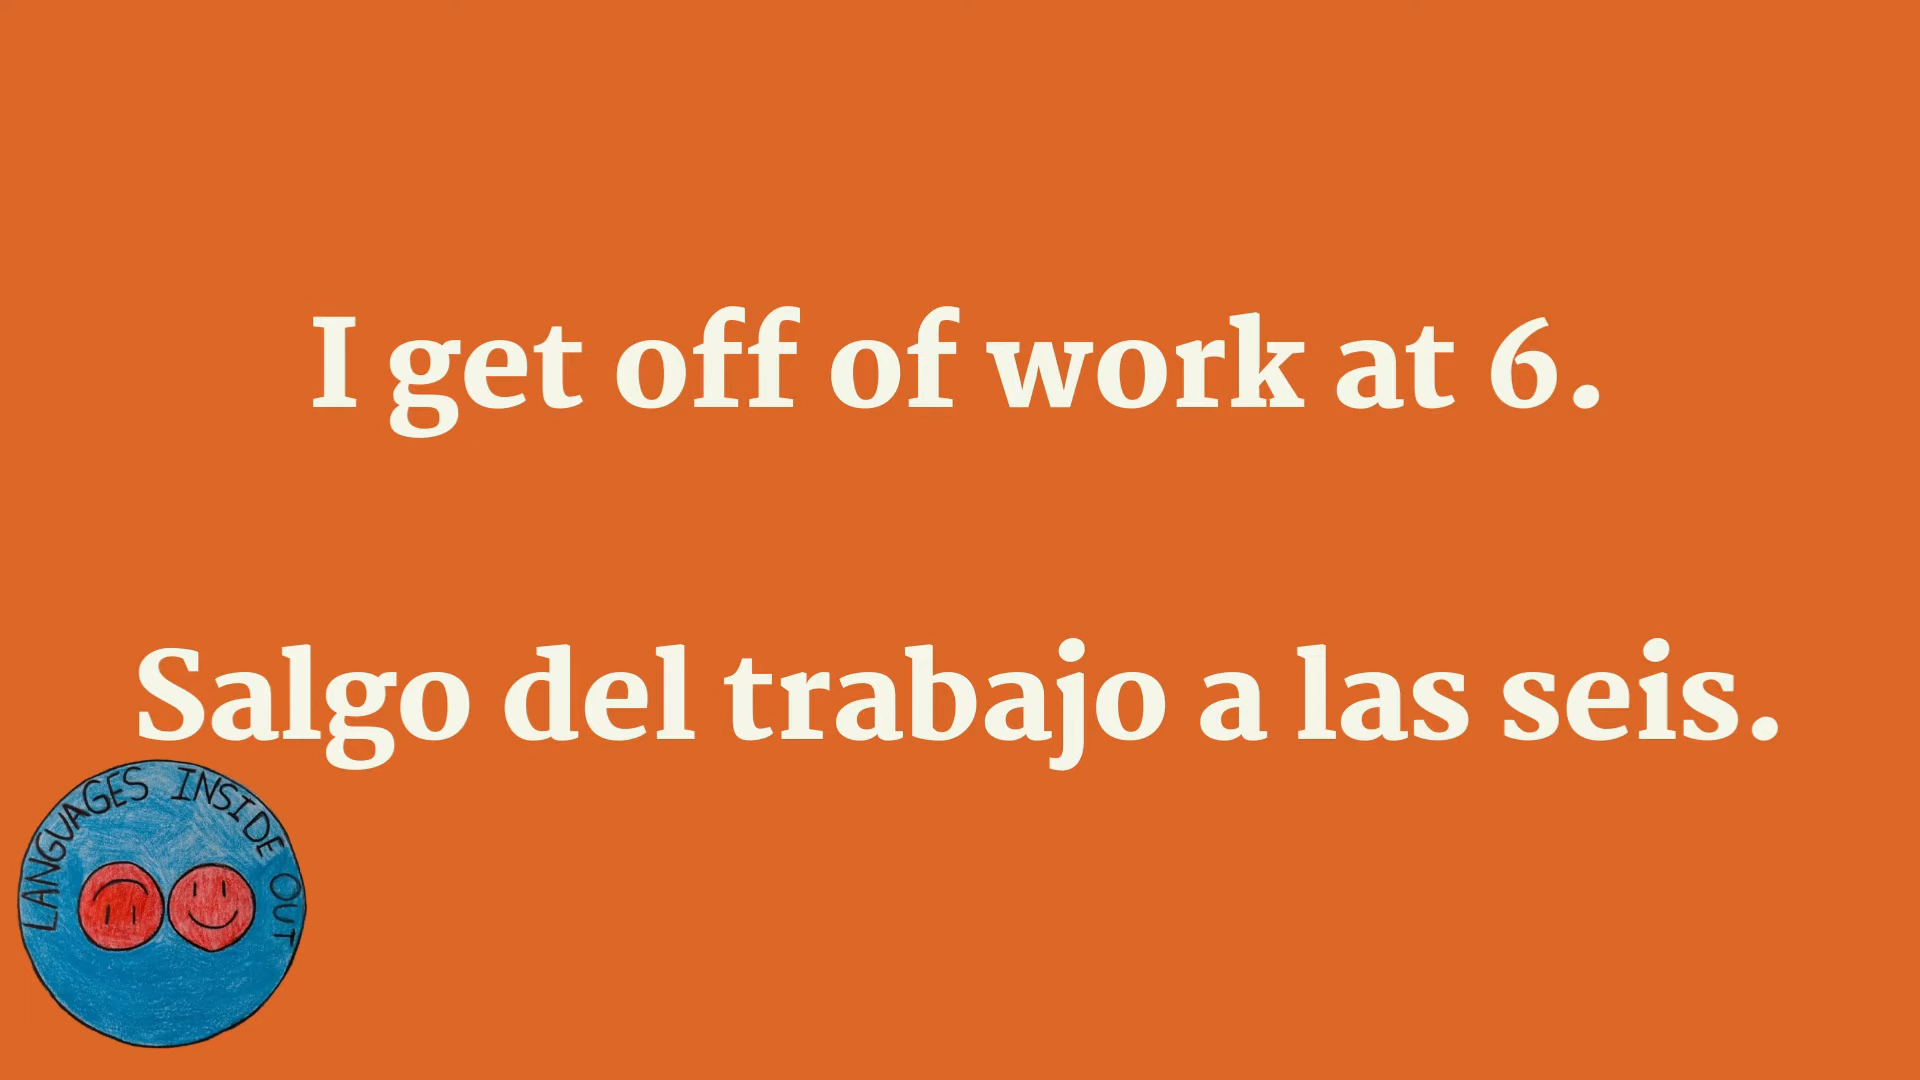 I get off of work at 6.
Salgo del trabajo a las seis.
LANGUAGES INSIDE OUT